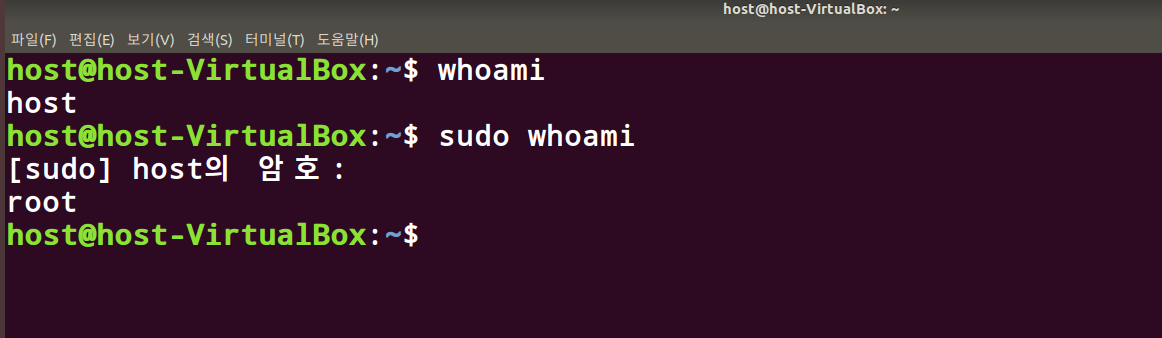 host@host-VirtualBox: ~
파일(F) 편집(E) 보기(V) 검색(S) 터미널(T) 도움말(H)
host@host-VirtualBox:~$ whoami
host
host@host-VirtualBox:~$ sudo whoami
[sudo] host의 암호:
root
host@host-VirtualBox:~$